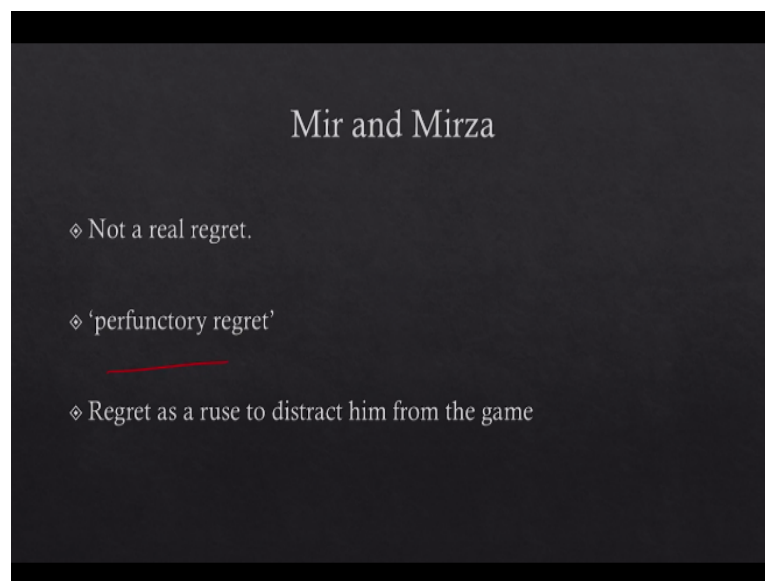 Mir and Mirza
Not a real regret.
‘perfunctory regret’
Regret as a ruse to distract him from the game